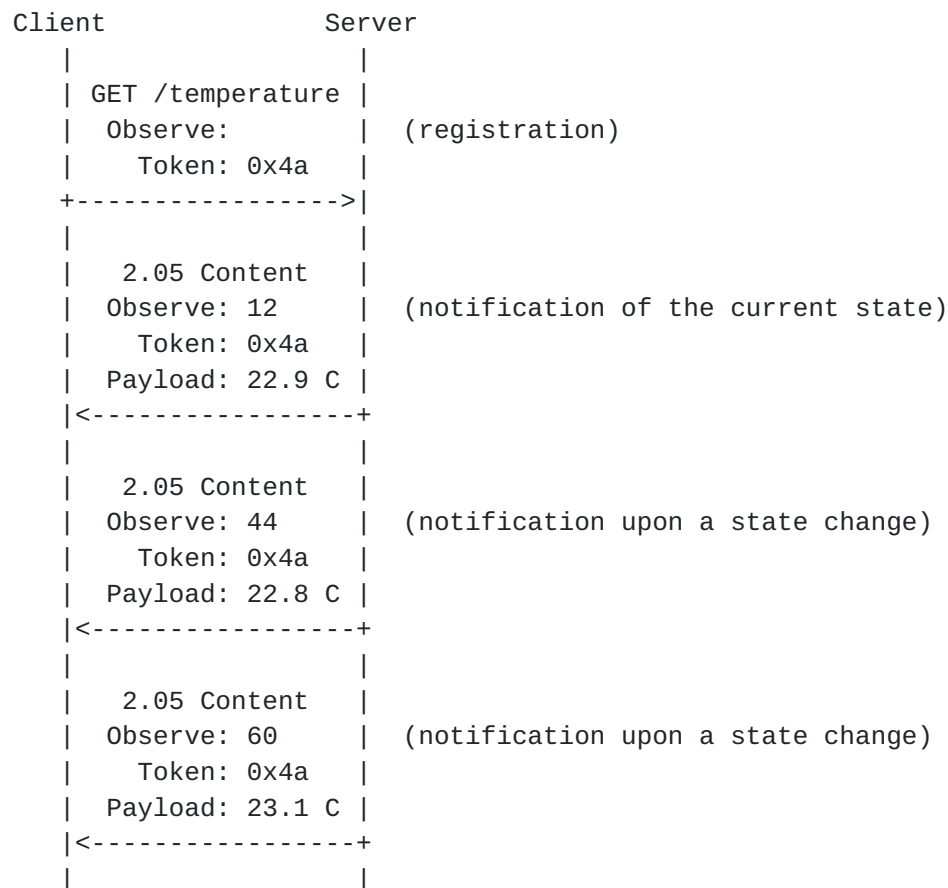 Client              Server
   |                  |
   | GET /temperature |
   |  Observe:        |  (registration)
   |    Token: 0x4a   |
   +----------------->|
   |                  |
   |   2.05 Content   |
   |  Observe: 12     |  (notification of the current state)
   |    Token: 0x4a   |
   |  Payload: 22.9 C |
   |<-----------------+
   |                  |
   |   2.05 Content   |
   |  Observe: 44     |  (notification upon a state change)
   |    Token: 0x4a   |
   |  Payload: 22.8 C |
   |<-----------------+
   |                  |
   |   2.05 Content   |
   |  Observe: 60     |  (notification upon a state change)
   |    Token: 0x4a   |
   |  Payload: 23.1 C |
   |<-----------------+
   |                  |